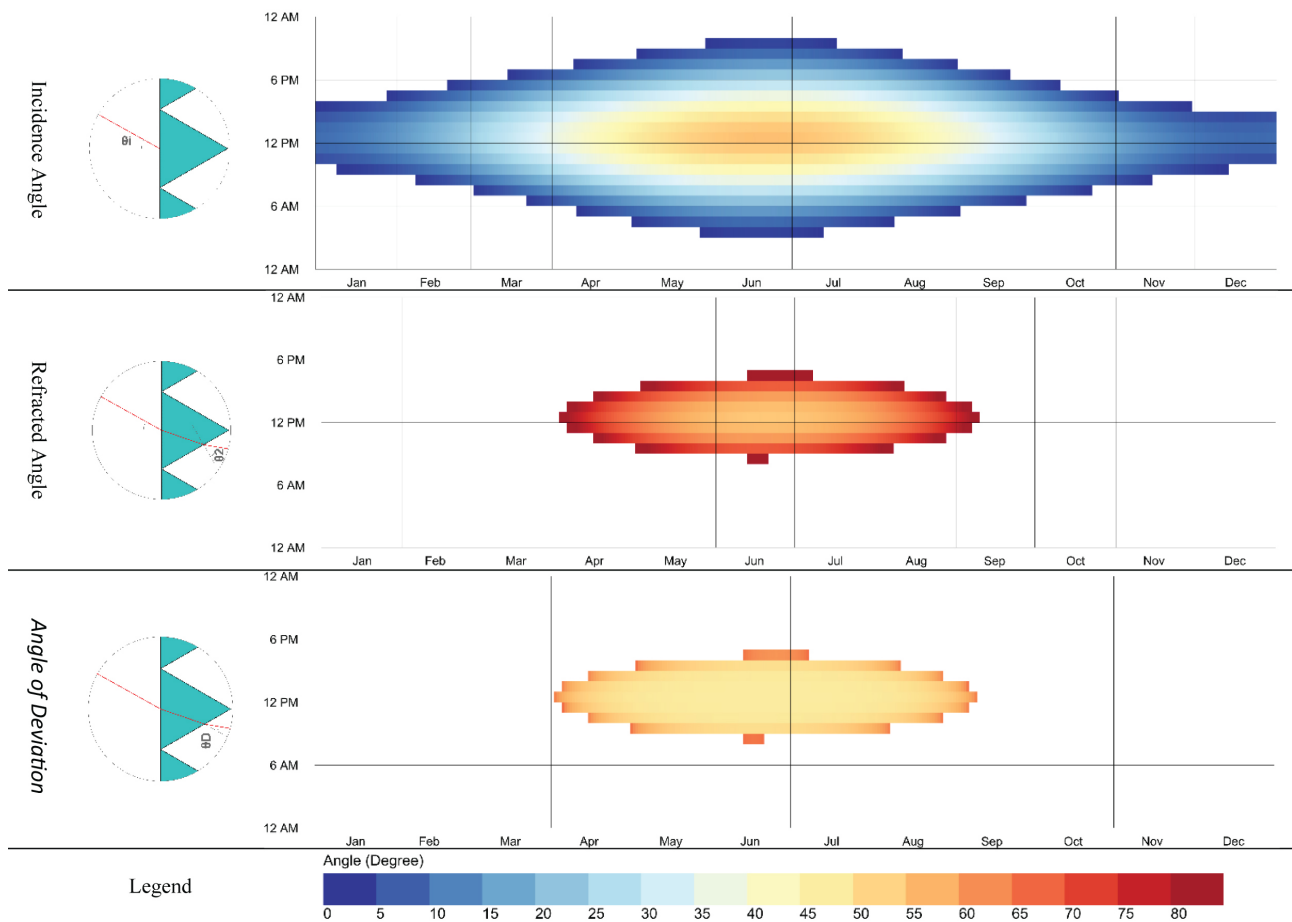 Incidence Angle
θi
12 AM
6 PM
12 PM
6 AM
12 AM
Jan Feb Mar Apr May Jun Jul Aug Sep Oct Nov Dec
Refracted Angle
θ2
12 AM
6 PM
12 PM
6 AM
12 AM
Jan Feb Mar Apr May Jun Jul Aug Sep Oct Nov Dec
Angle of Deviation
θD
12 AM
6 PM
12 PM
6 AM
12 AM
Jan Feb Mar Apr May Jun Jul Aug Sep Oct Nov Dec
Legend
Angle (Degree)
0 5 10 15 20 25 30 35 40 45 50 55 60 65 70 75 80